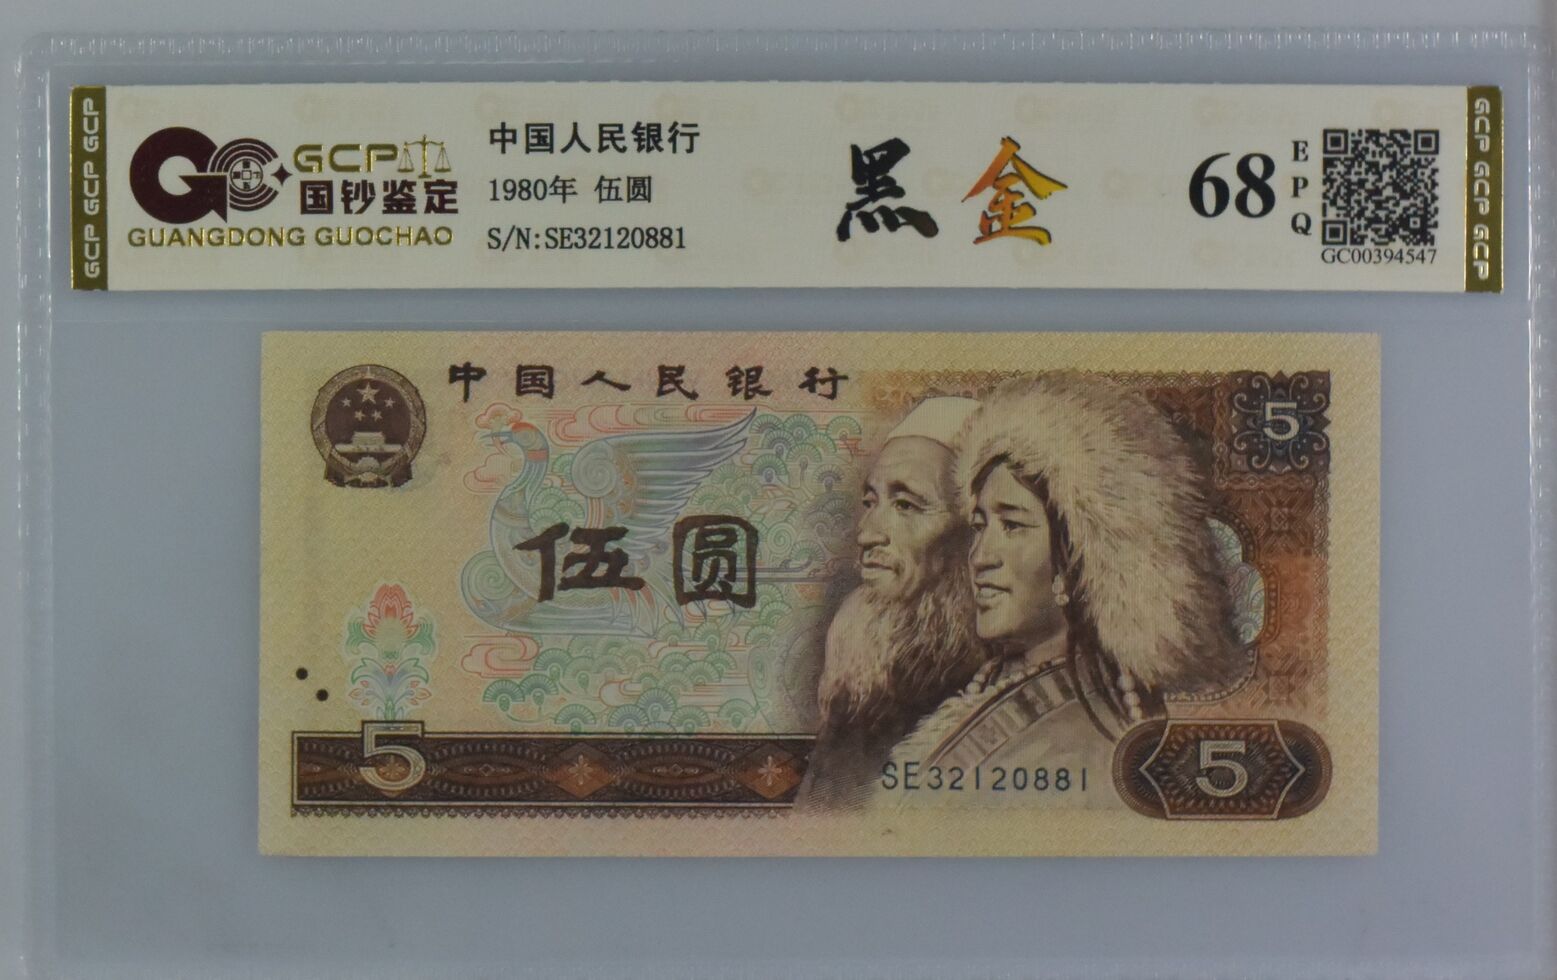 GCP GCP GCP
GCP
国钞鉴定
GUANGDONG GUOCHAO
中国人民银行
1980年 伍圆
S/N:SE32120881
黑金
68
EPQ
GC00394547
GCP GCP GCP
中国人民银行
5
伍圆
5
SE32120881
5